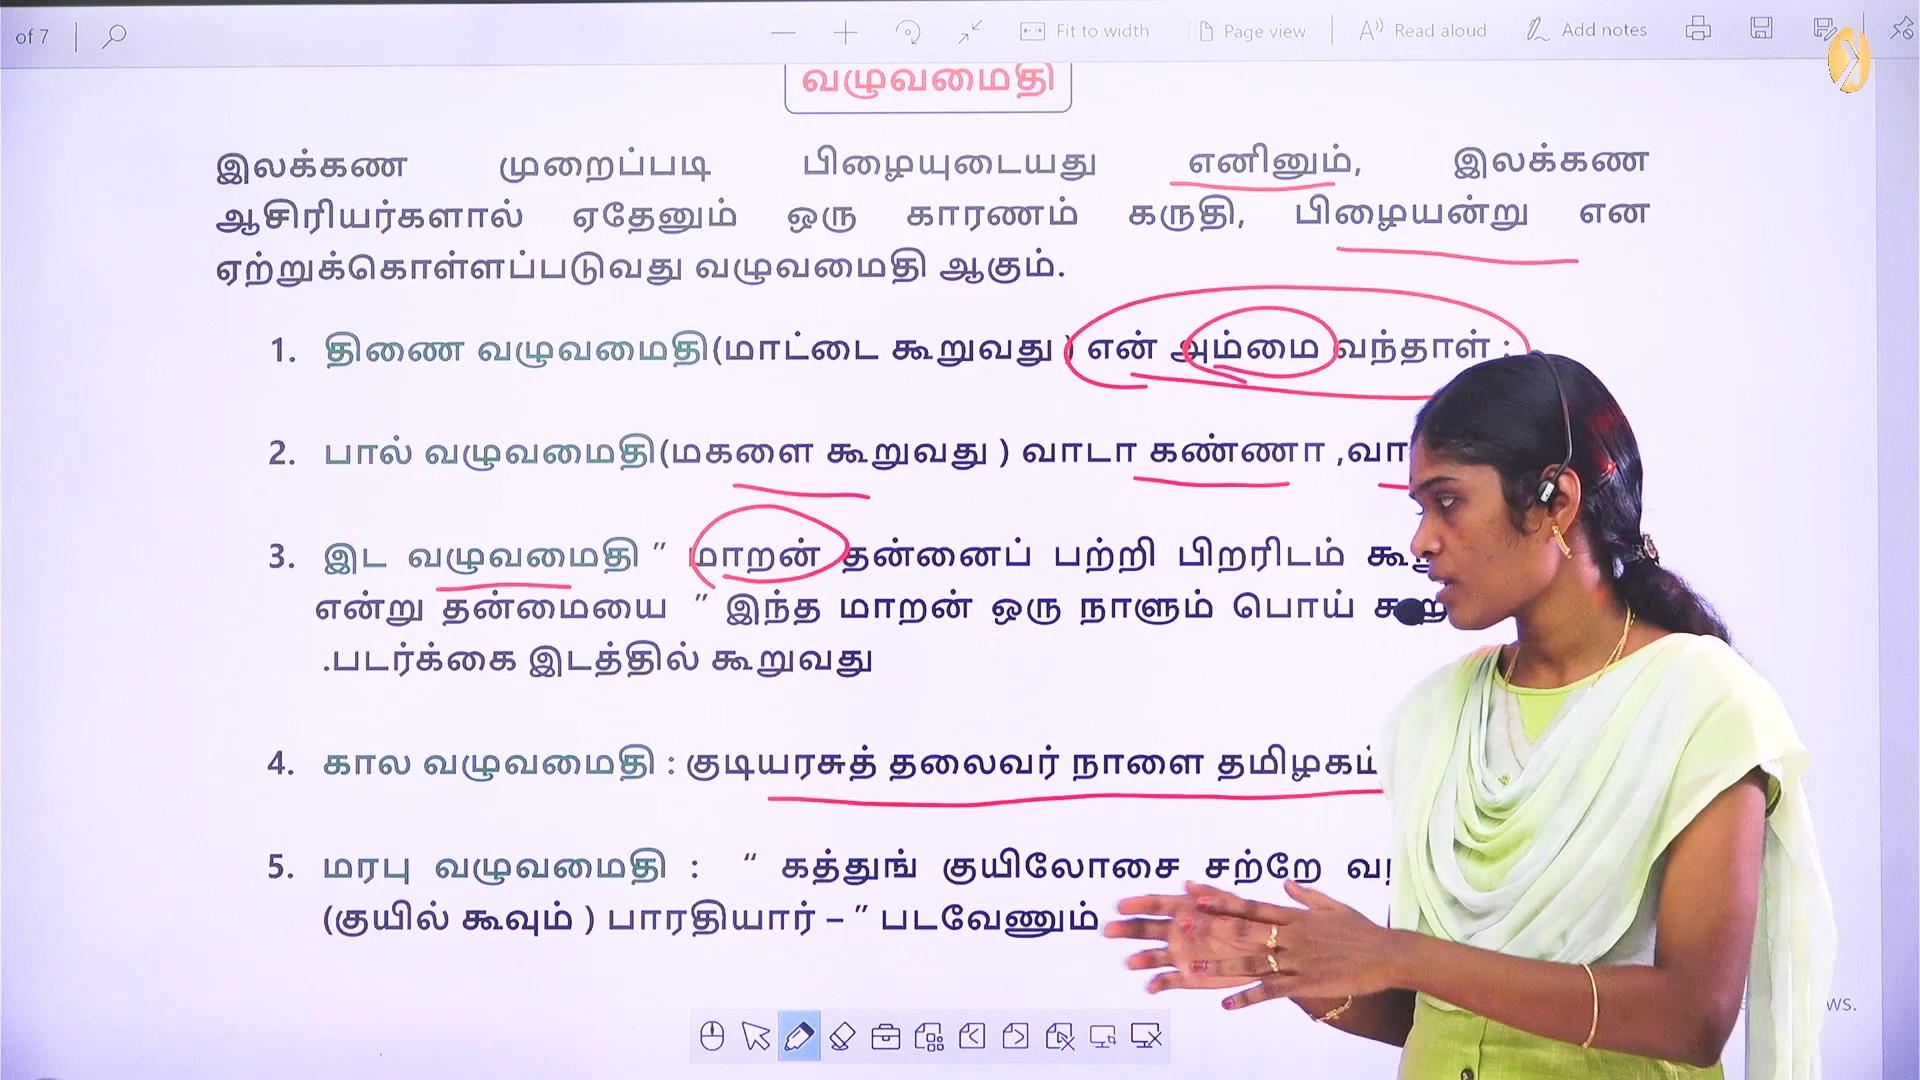 of 7
Fit to width
Page view
Read aloud
Add notes
வழுவமைதி
இலக்கண முறைப்படி பிழையுடையது எனினும், இலக்கண
ஆசிரியர்களால் ஏதேனும் ஒரு காரணம் கருதி, பிழையன்று என
ஏற்றுக்கொள்ளப்படுவது வழுவமைதி ஆகும்.
1. திணை வழுவமைதி(மாட்டை கூறுவது ) என் அம்மை வந்தாள் :
2. பால் வழுவமைதி(மகளை கூறுவது ) வாடா கண்ணா ,வா
3. இட வழுவமைதி ” மாறன் தன்னைப் பற்றி பிறரிடம்
என்று தன்மையை ” இந்த மாறன் ஒரு நாளும் பொய்
.படர்க்கை இடத்தில் கூறுவது
4. கால வழுவமைதி : குடியரசுத் தலைவர் நாளை தமிழகம்
5. மரபு வழுவமைதி : “ கத்துங் குயிலோசை சற்றே
(குயில் கூவும் ) பாரதியார் – ” படவேணும்
ws.